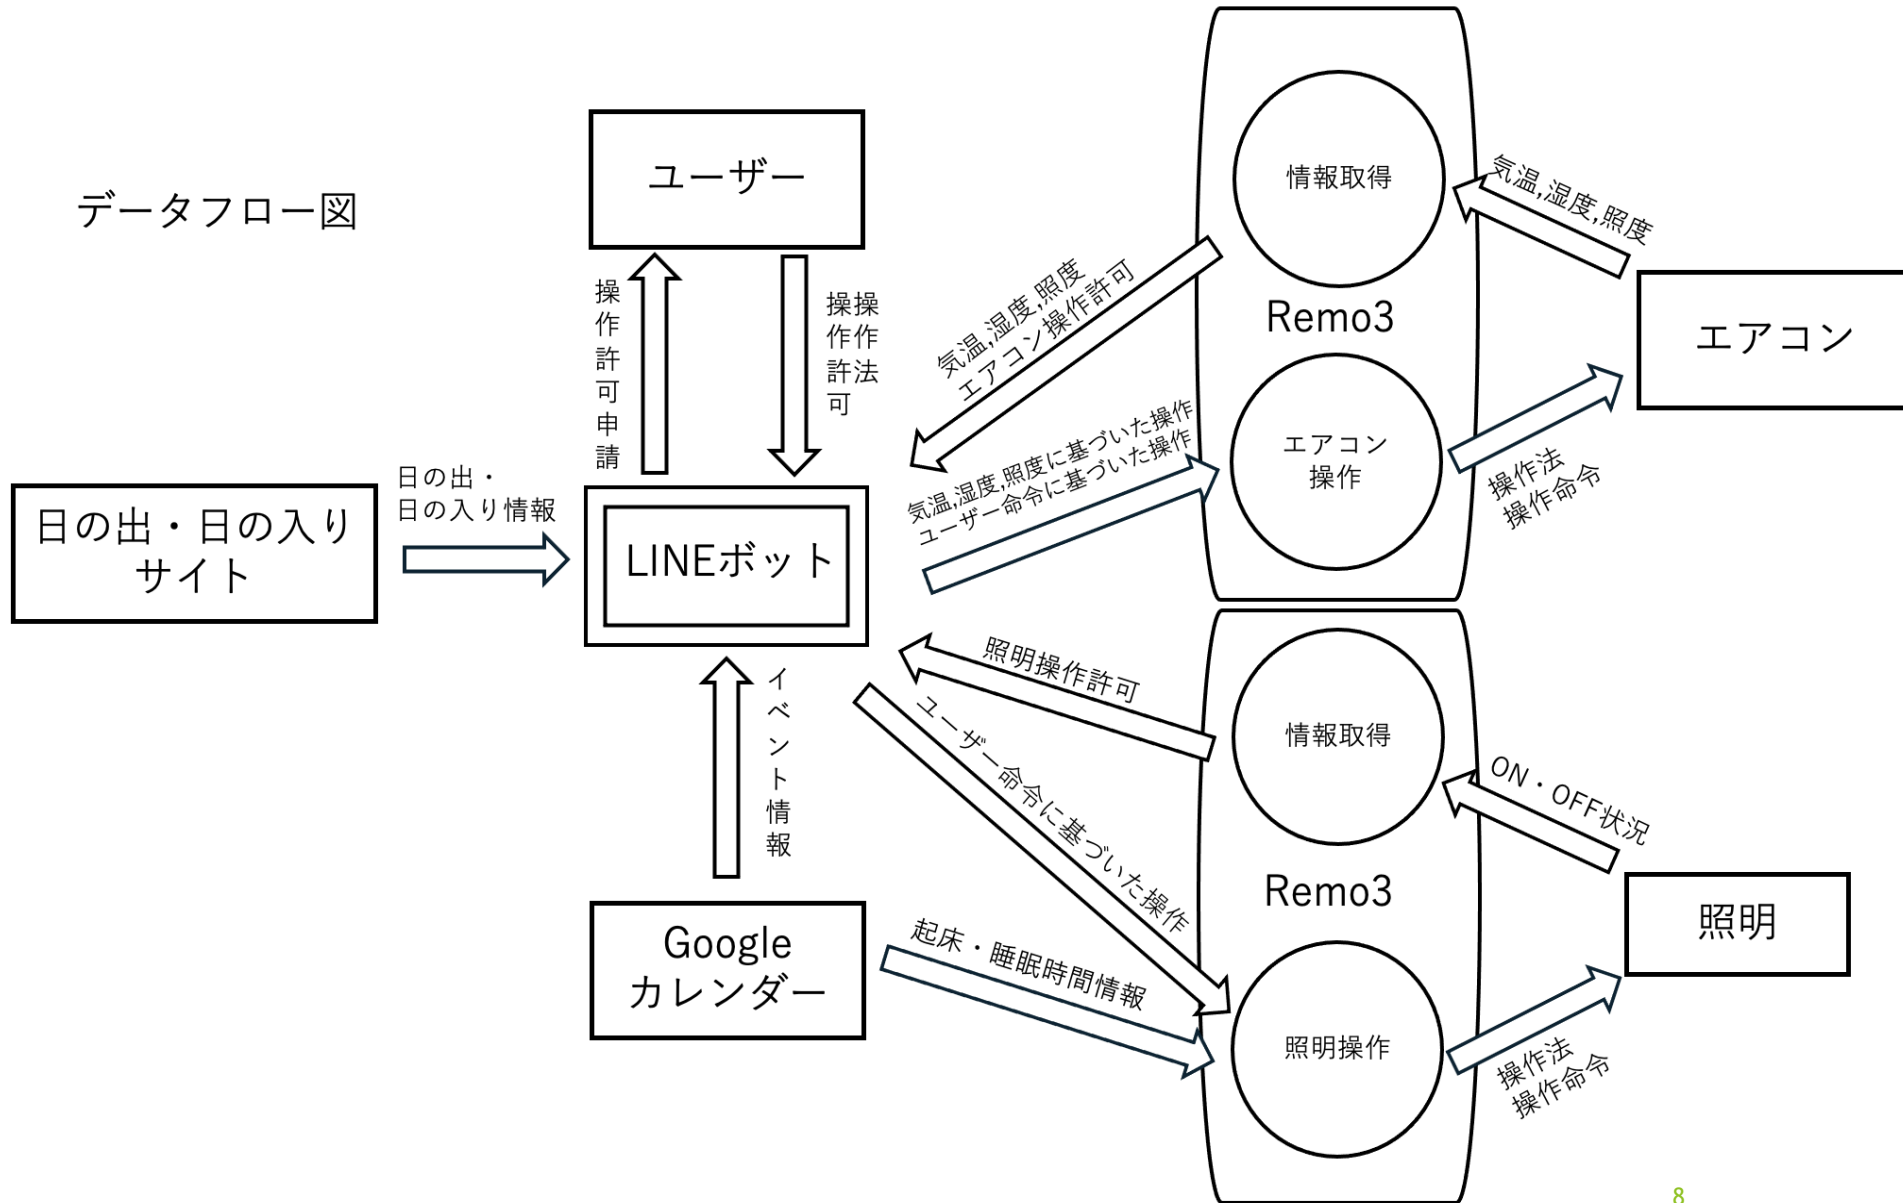 データフロー図
ユーザー
操作許可申請
操作法
操作許可
日の出・日の入り
サイト
日の出・
日の入り情報
LINEボット
イベント情報
Google
カレンダー
気温,湿度,照度
エアコン操作許可
気温,湿度,照度に基づいた操作
ユーザー命令に基づいた操作
照明操作許可
ユーザー命令に基づいた操作
起床・睡眠時間情報
情報取得
Remo3
エアコン
操作
気温,湿度,照度
エアコン
操作法
操作命令
情報取得
Remo3
照明操作
ON・OFF状況
照明
操作法
操作命令
8